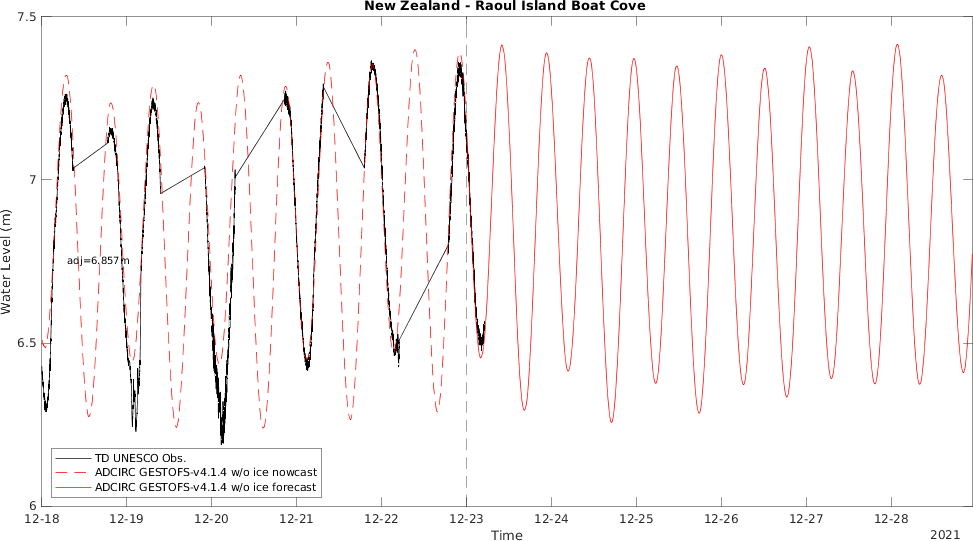 New Zealand - Raoul Island Boat Cove
7.5
7
6.5
6
Water Level (m)
adj=6.857m
TD UNESCO Obs.
ADCIRC GESTOFS-v4.1.4 w/o ice nowcast
ADCIRC GESTOFS-v4.1.4 w/o ice forecast
12-18 12-19 12-20 12-21 12-22 12-23 12-24 12-25 12-26 12-27 12-28
Time
2021